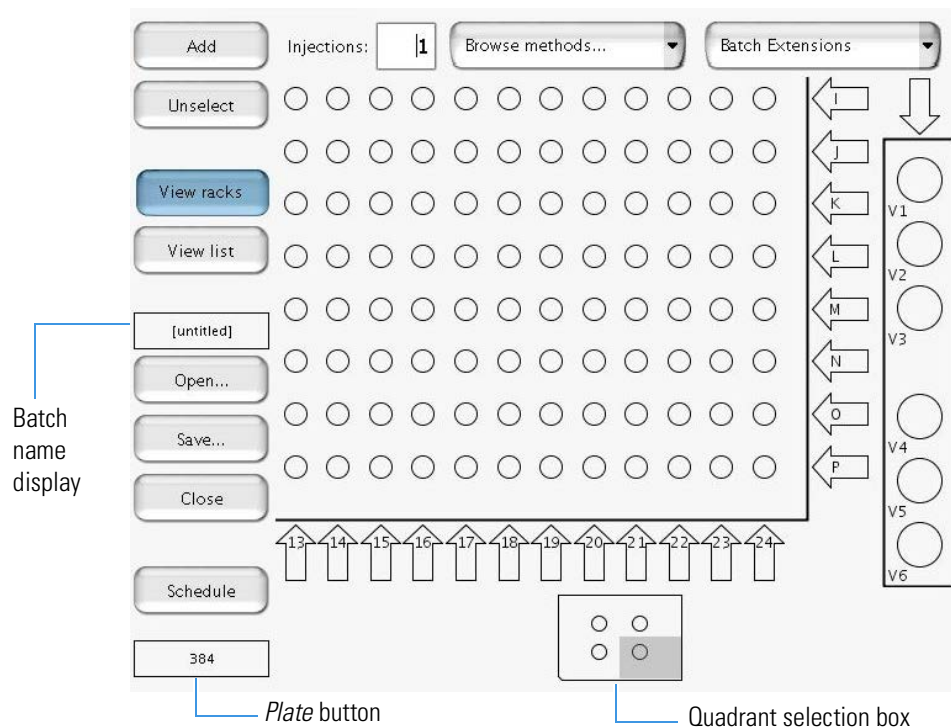 Add
Injections: 1
Browse methods...
Batch Extensions
Unselect
I
J
View racks
K
V1
View list
L
V2
[untitled]
M
V3
Open...
N
Batch
name
display
Save...
O
V4
Close
P
V5
13 14 15 16 17 18 19 20 21 22 23 24
Schedule
V6
384
Plate button
Quadrant selection box